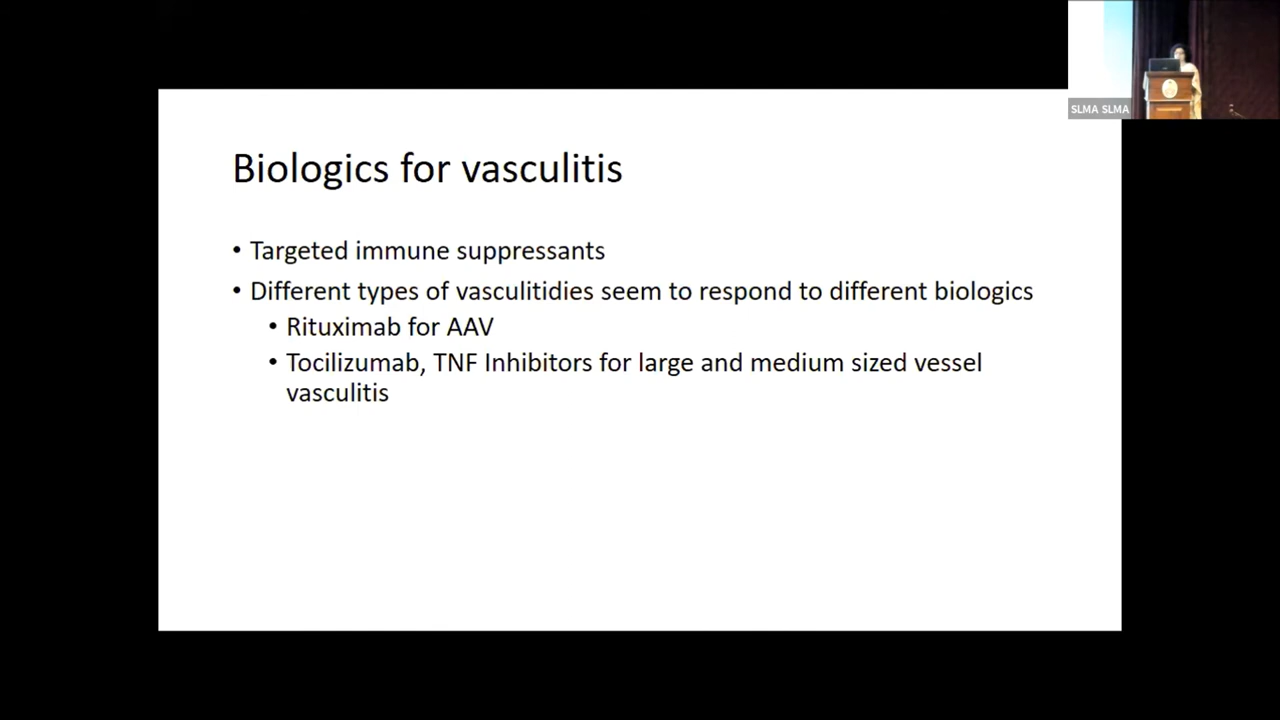 SLMA SLMA
Biologics for vasculitis
• Targeted immune suppressants
• Different types of vasculitidies seem to respond to different biologics
• Rituximab for AAV
• Tocilizumab, TNF Inhibitors for large and medium sized vessel
vasculitis